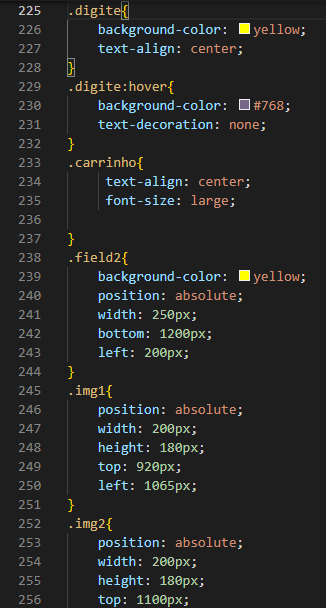 225 .digite{
226     background-color: yellow;
227     text-align: center;
228 }
229 .digite:hover{
230     background-color: #768;
231     text-decoration: none;
232 }
233 .carrinho{
234      text-align: center;
235      font-size: large;
236
237 }
238 .field2{
239     background-color: yellow;
240     position: absolute;
241     width: 250px;
242     bottom: 1200px;
243     left: 200px;
244 }
245 .img1{
246     position: absolute;
247     width: 200px;
248     height: 180px;
249     top: 920px;
250     left: 1065px;
251 }
252 .img2{
253     position: absolute;
254     width: 200px;
255     height: 180px;
256     top: 1100px;